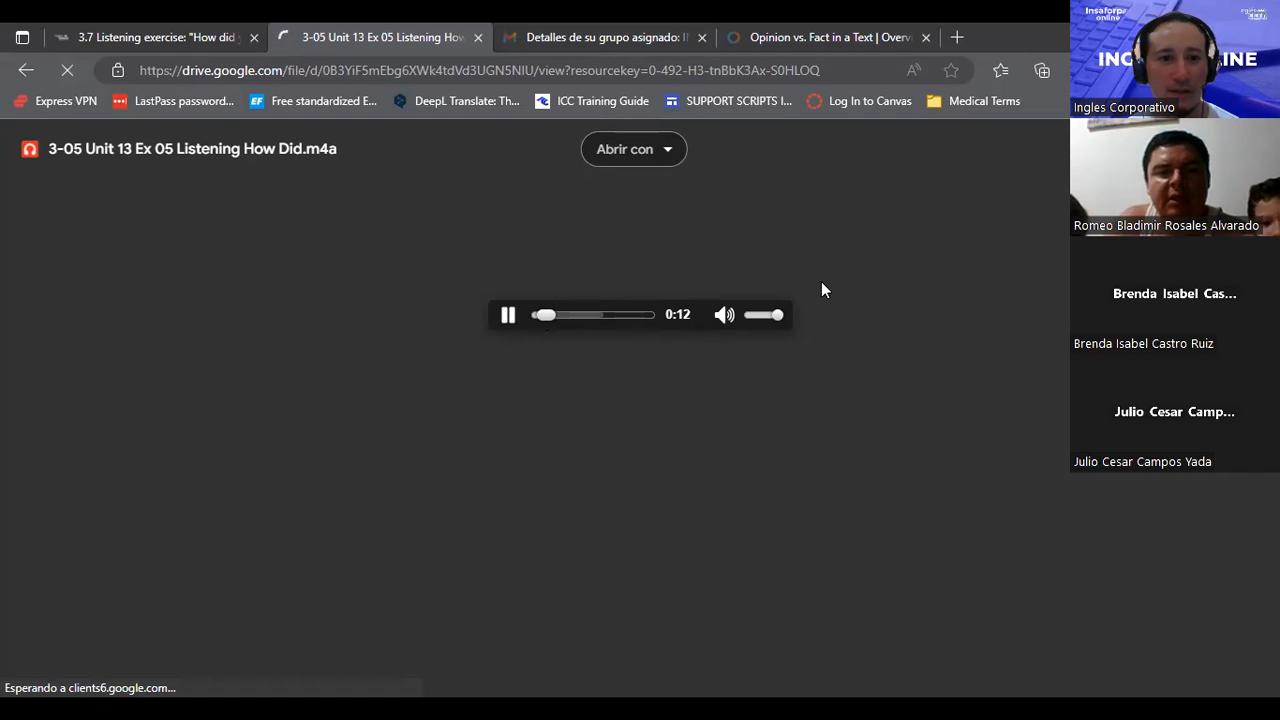 3.7 Listening exercise: "How did
3-05 Unit 13 Ex 05 Listening How
Detalles de su grupo asignado: I
Opinion vs. Fact in a Text | Overv
https://drive.google.com/file/d/0B3YiF5mEbg6XWk4tdVd3UGN5NlU/view?resourcekey=0-492-H3-tnBbK3Ax-S0HLOQ
Express VPN
LastPass password...
Free standardized E...
DeepL Translate: Th...
ICC Training Guide
SUPPORT SCRIPTS I...
Log In to Canvas
Medical Terms
3-05 Unit 13 Ex 05 Listening How Did.m4a
Abrir con
0:12
Esperando a clients6.google.com...
Insaforp
online
ING
LINE
Ingles Corporativo
Romeo Bladimir Rosales Alvarado
Brenda Isabel Cas...
Brenda Isabel Castro Ruiz
Julio Cesar Camp...
Julio Cesar Campos Yada